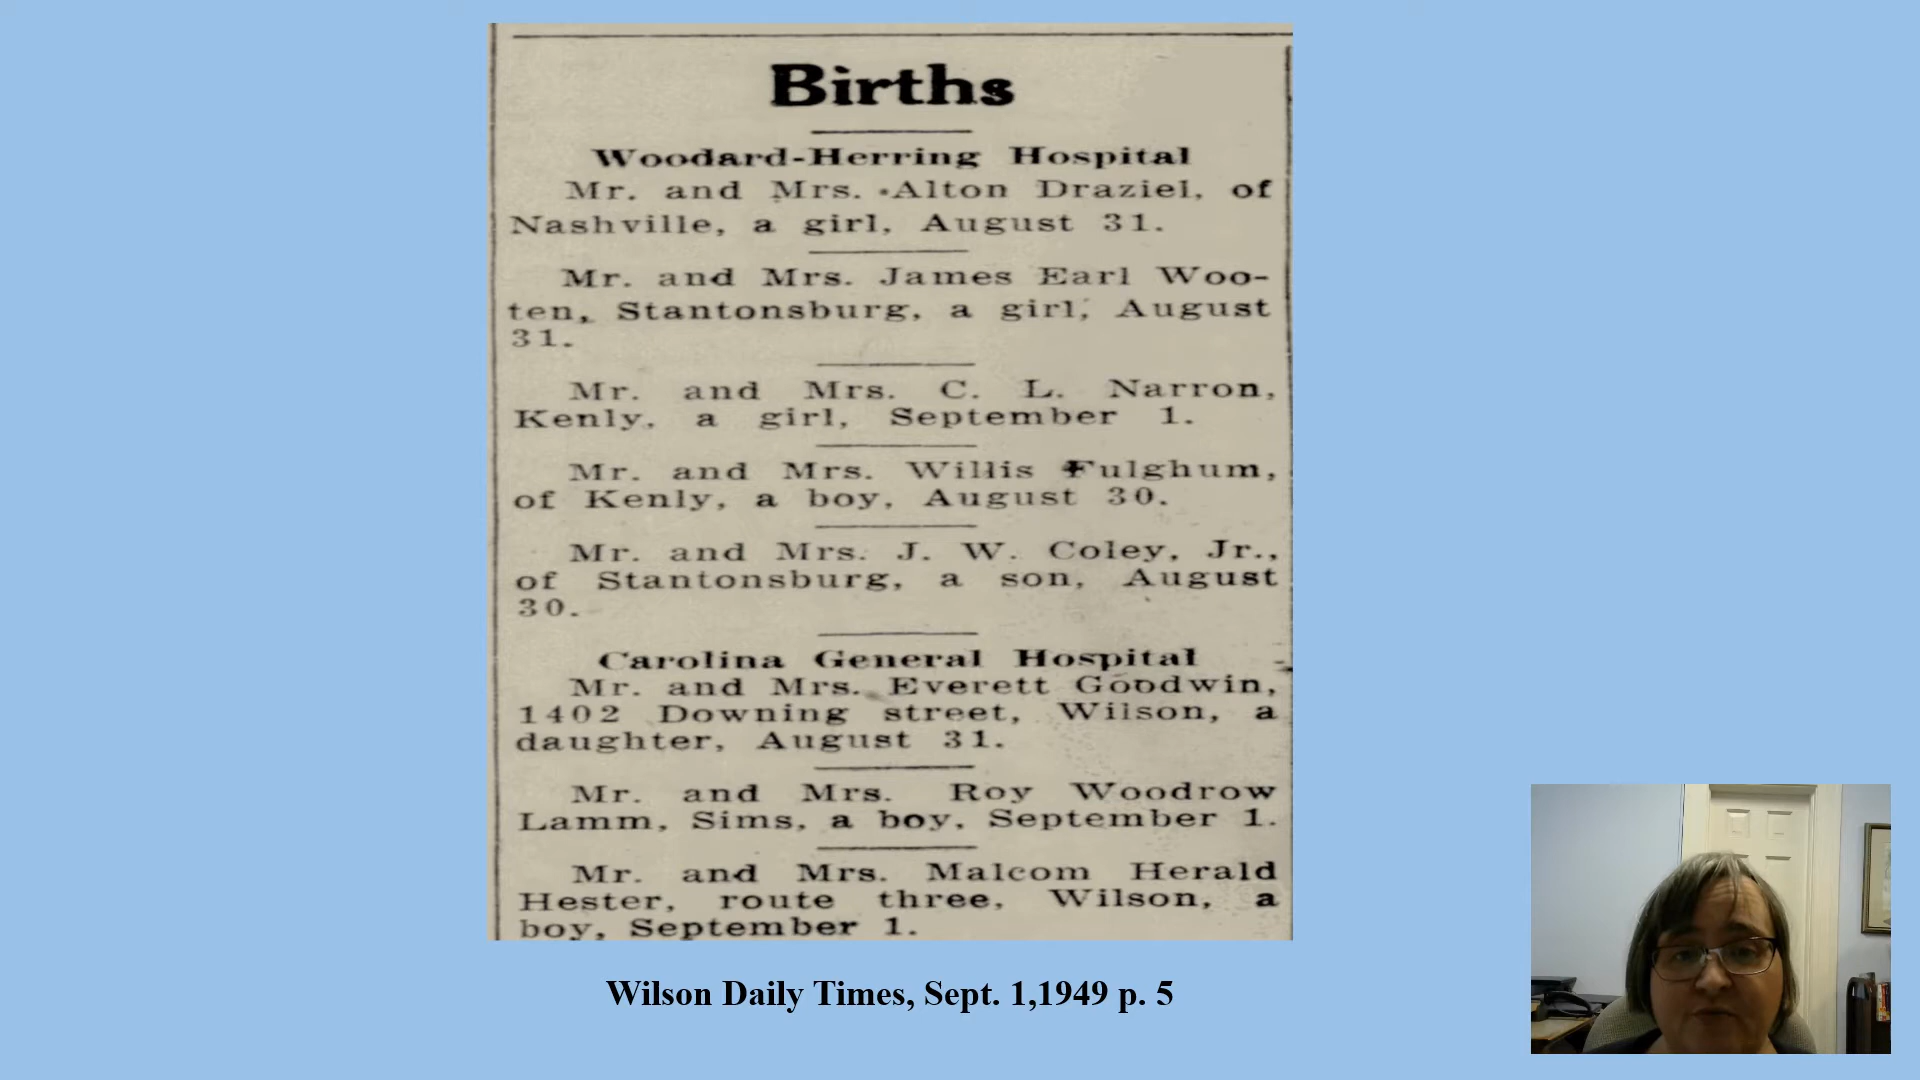 Births
Woodard-Herring Hospital
Mr. and Mrs. Alton Draziel, of
Nashville, a girl, August 31.
Mr. and Mrs. James Earl Woo-
ten, Stantonsburg, a girl, August
31.
Mr. and Mrs. C. L. Narron,
Kenly, a girl, September 1.
Mr. and Mrs. Willis Fulghum,
of Kenly, a boy, August 30.
Mr. and Mrs. J. W. Coley, Jr.,
of Stantonsburg, a son, August
30.
Carolina General Hospital
Mr. and Mrs. Everett Goodwin,
1402 Downing street, Wilson, a
daughter, August 31.
Mr. and Mrs. Roy Woodrow
Lamm, Sims, a boy, September 1.
Mr. and Mrs. Malcom Herald
Hester, route three, Wilson, a
boy, September 1.
Wilson Daily Times, Sept. 1,1949 p. 5